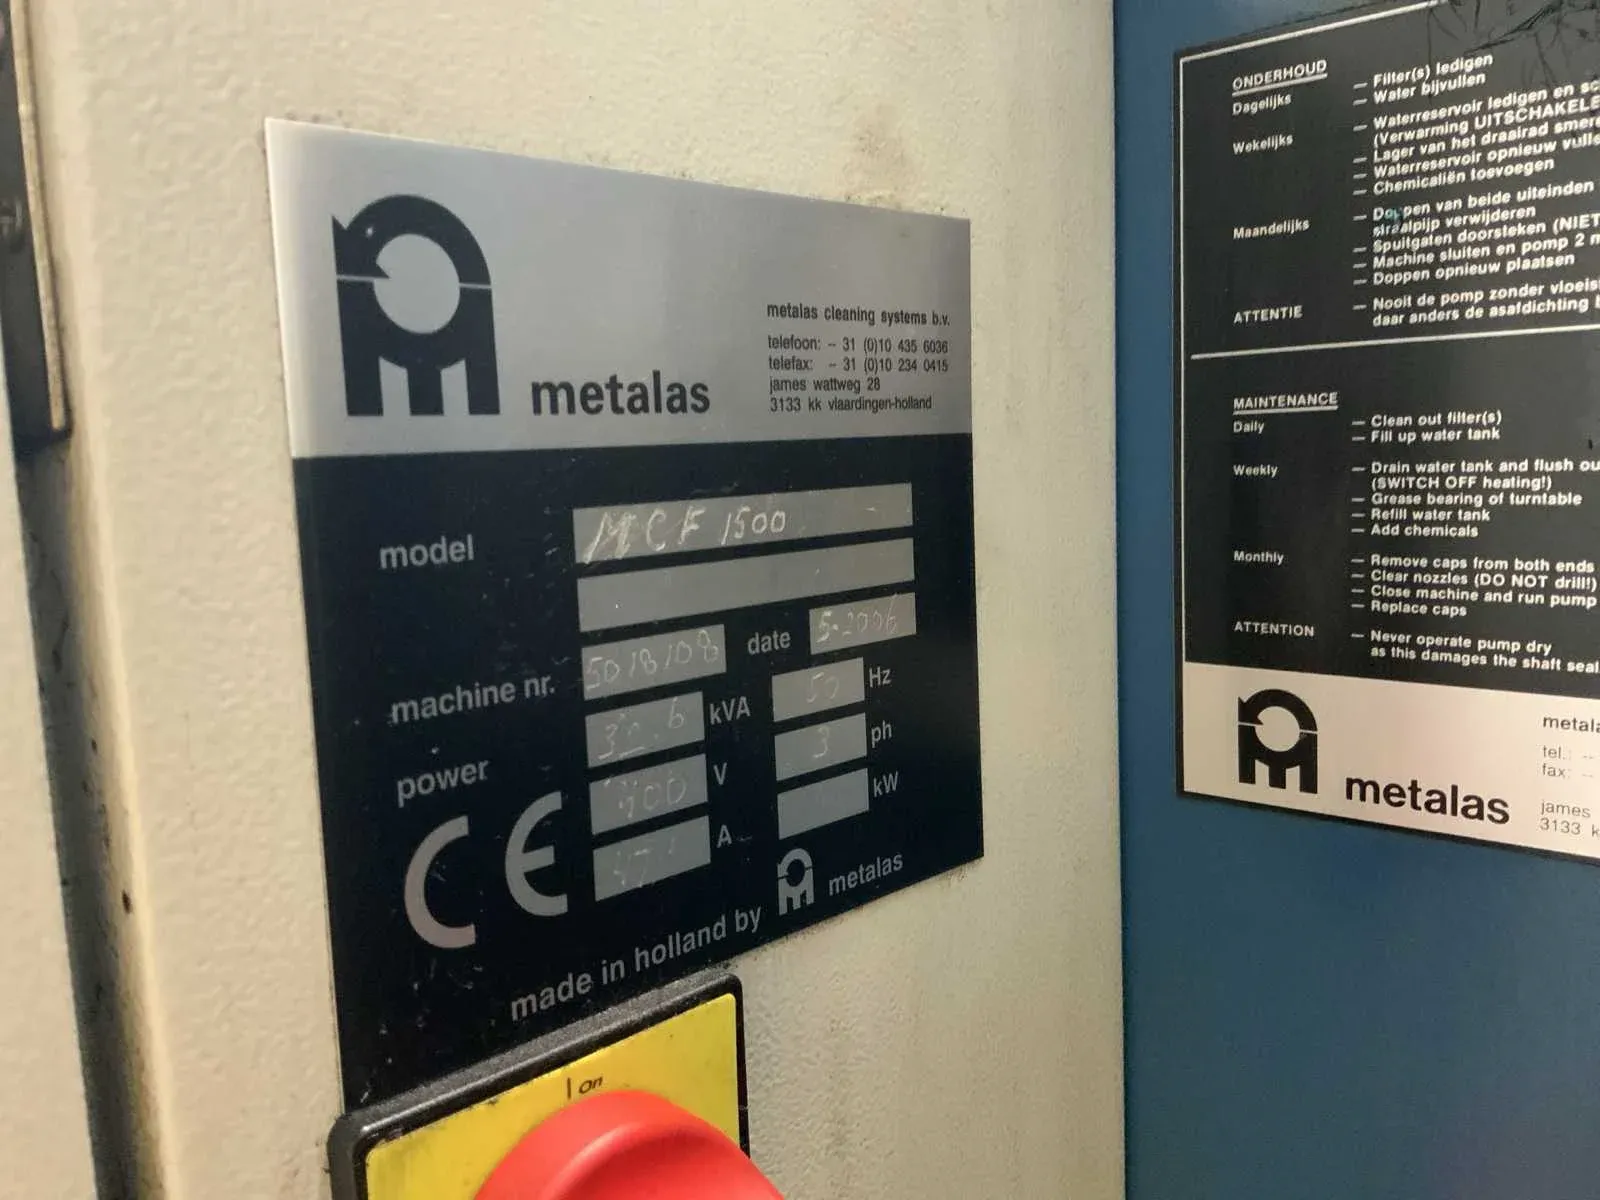 metalas
metalas cleaning systems b.v.
telefoon: – 31 (0)10 435 6036
telefax: – 31 (0)10 234 0415
james wattweg 28
3133 kk vlaardingen-holland
model MCF 1500
machine nr. 5018108 date 5-2006
power 32.6 kVA 50 Hz
400 V 3 ph
A kW
CE
made in holland by metalas
On
ONDERHOUD
Dagelijks – Filter(s) ledigen
– Water bijvullen
Wekelijks – Waterreservoir ledigen en
(Verwarming UITSCHAKELE
– Lager van het draairad
– Waterreservoir opnieuw
– Chemicaliën toevoegen
Maandelijks – Doppen van beide uiteinden
straalpijp verwijderen
– Spuitgaten doorsteken (NIET
– Machine sluiten en pomp 2
– Doppen opnieuw plaatsen
ATTENTIE – Nooit de pomp zonder
daar anders de asafdichting
MAINTENANCE
Daily – Clean out filter(s)
– Fill up water tank
Weekly – Drain water tank and flush
(SWITCH OFF heating!)
– Grease bearing of turntable
– Refill water tank
– Add chemicals
Monthly – Remove caps from both ends
– Clear nozzles (DO NOT drill!)
– Close machine and run pump
– Replace caps
ATTENTION – Never operate pump dry
as this damages the shaft seal
metalas
tel.: --
fax: --
james
3133